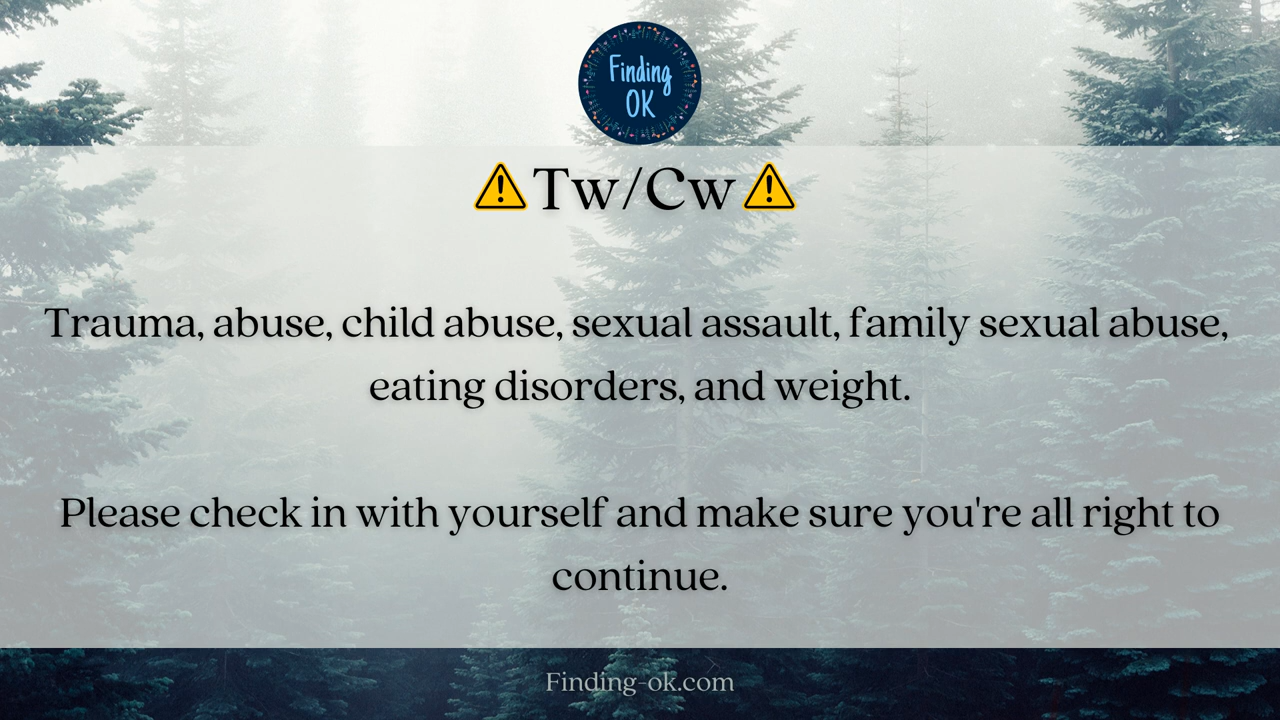 Finding
OK
⚠️Tw/Cw⚠️
Trauma, abuse, child abuse, sexual assault, family sexual abuse,
eating disorders, and weight.
Please check in with yourself and make sure you're all right to
continue.
Finding-ok.com